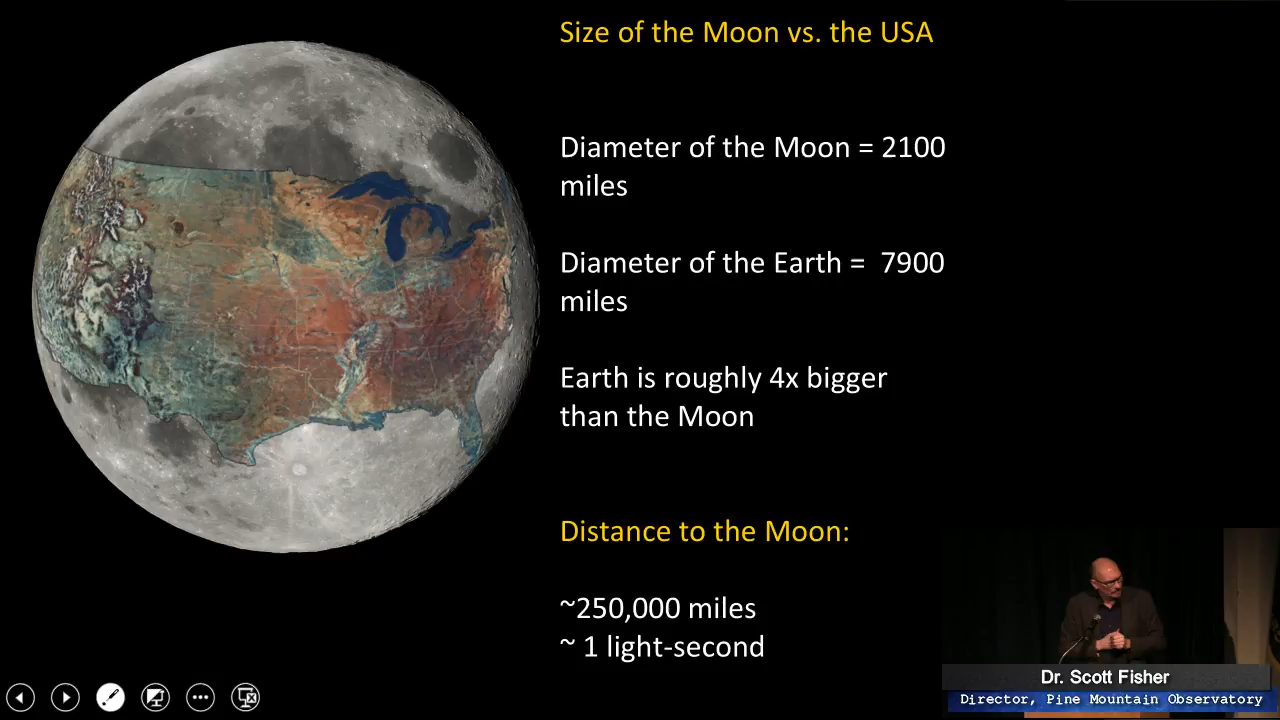 Size of the Moon vs. the USA
Diameter of the Moon = 2100
miles
Diameter of the Earth =  7900
miles
Earth is roughly 4x bigger
than the Moon
Distance to the Moon:
~250,000 miles
~ 1 light-second
Dr. Scott Fisher
Director, Pine Mountain Observatory